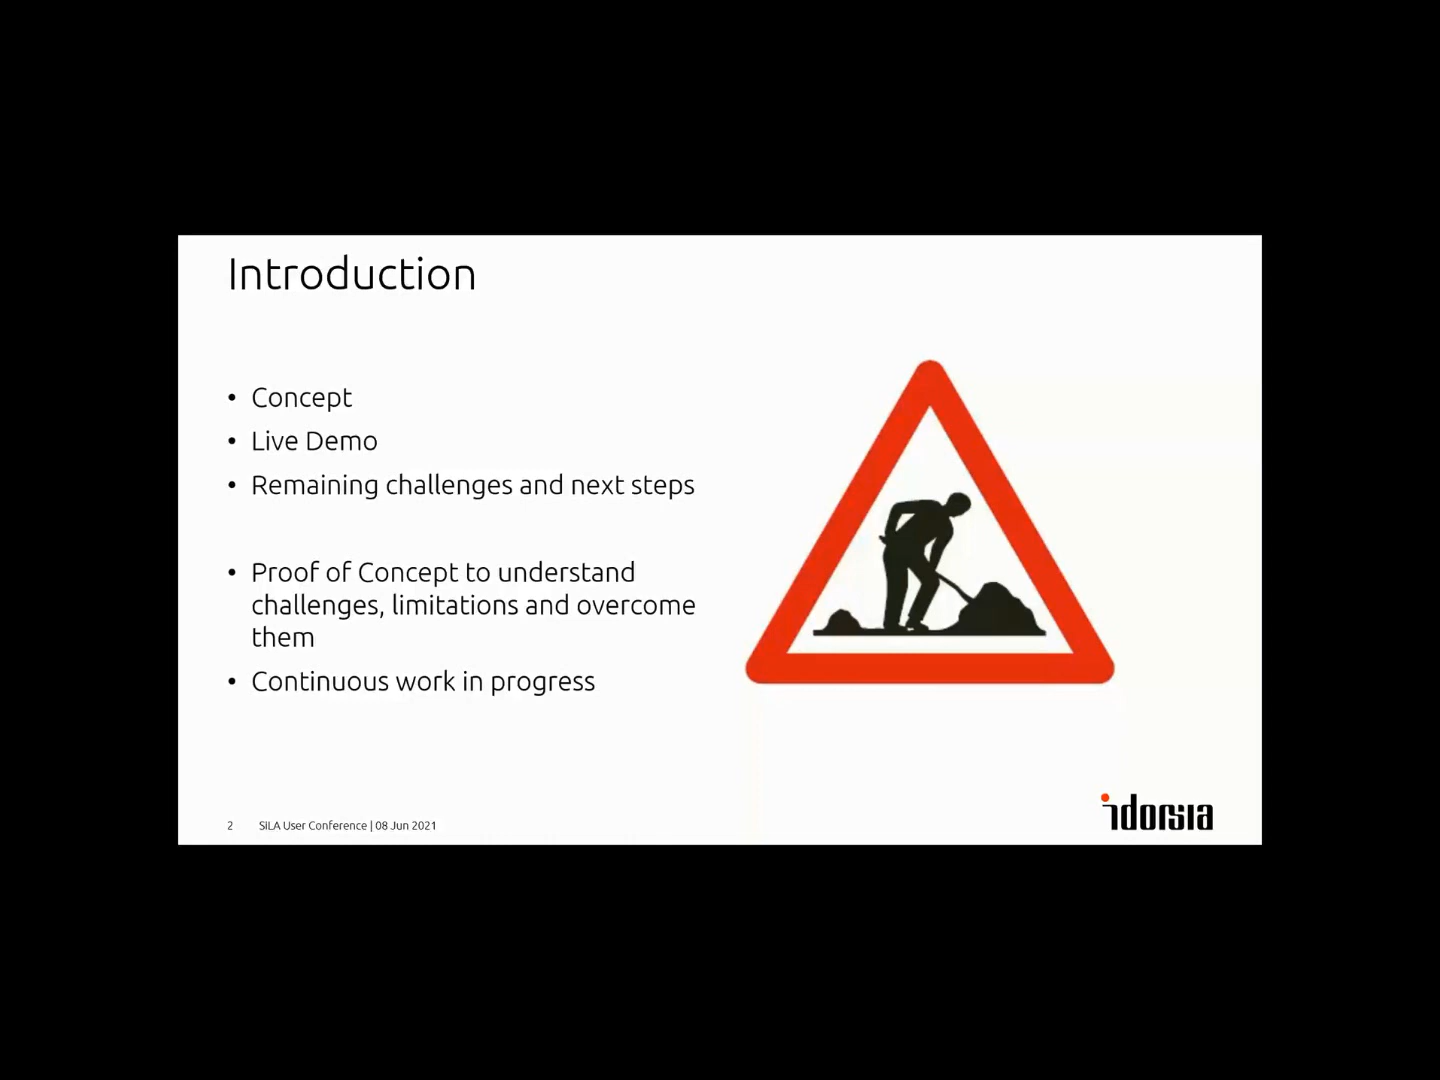 Introduction
• Concept
• Live Demo
• Remaining challenges and next steps
• Proof of Concept to understand
challenges, limitations and overcome
them
• Continuous work in progress
2 SiLA User Conference | 08 Jun 2021
idorsia